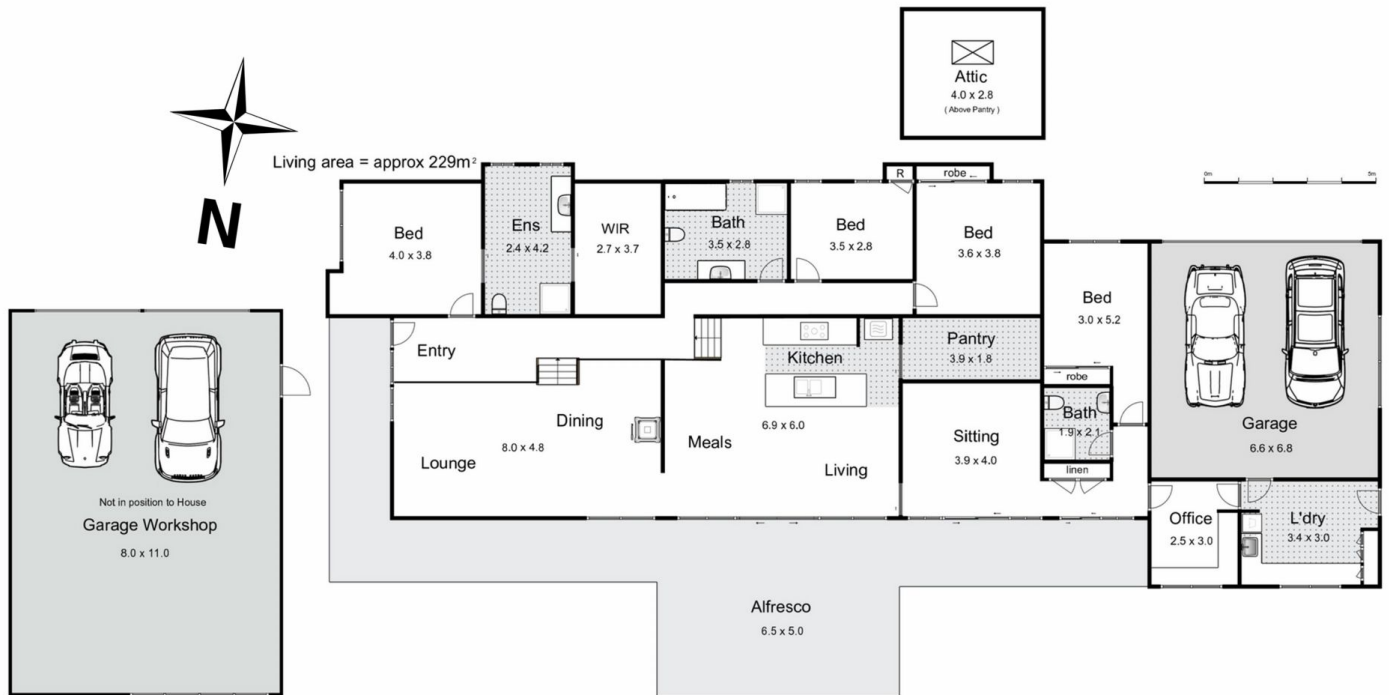 Attic
4.0 x 2.8
( Above Pantry )
N
Living area = approx 229m²
0m 5m
Bed
4.0 x 3.8
Ens
2.4 x 4.2
WIR
2.7 x 3.7
Bath
3.5 x 2.8
Bed
3.5 x 2.8
R
robe
Bed
3.6 x 3.8
Bed
3.0 x 5.2
robe
Entry
Kitchen
Pantry
3.9 x 1.8
Dining
8.0 x 4.8
Lounge
Meals
6.9 x 6.0
Living
Sitting
3.9 x 4.0
Bath
1.9 x 2.1
linen
Garage
6.6 x 6.8
Office
2.5 x 3.0
L'dry
3.4 x 3.0
Not in position to House
Garage Workshop
8.0 x 11.0
Alfresco
6.5 x 5.0